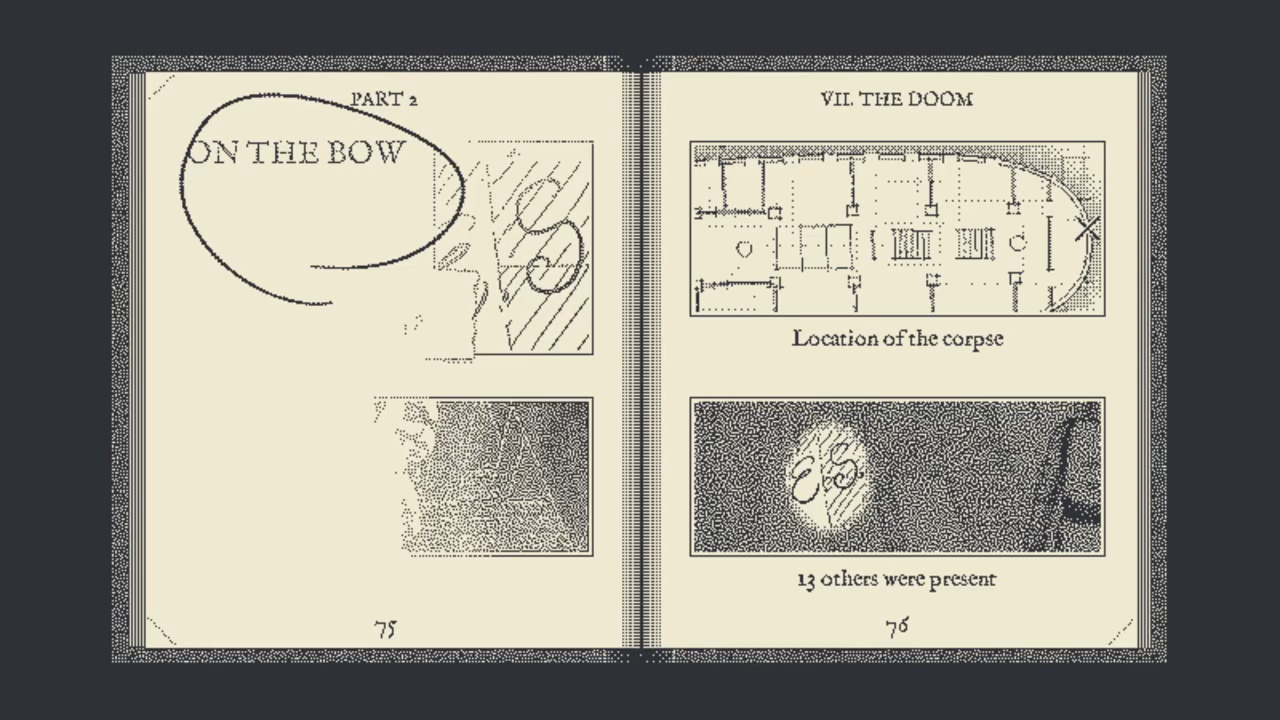 PART 2
ON THE BOW
75
VII. THE DOOM
Location of the corpse
13 others were present
76